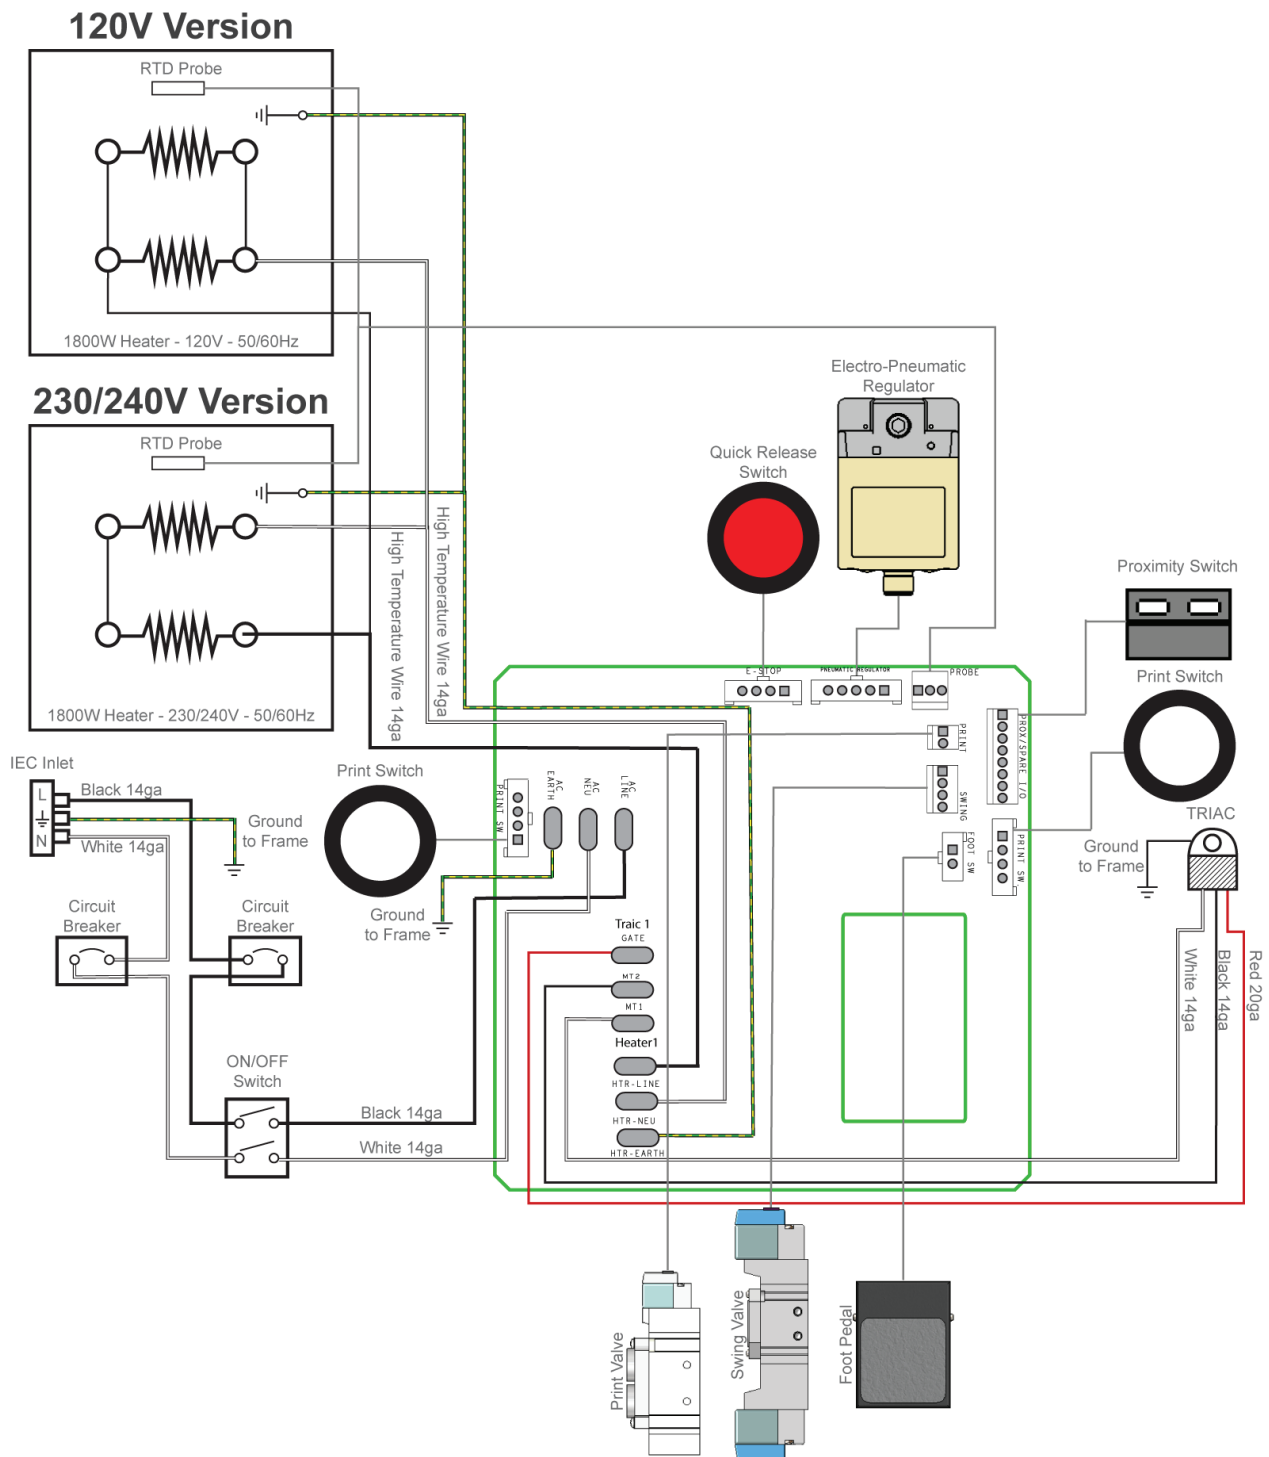 120V Version
RTD Probe
1800W Heater - 120V - 50/60Hz
230/240V Version
RTD Probe
1800W Heater - 230/240V - 50/60Hz
High Temperature Wire 14ga
High Temperature Wire 14ga
Electro-Pneumatic
Regulator
Quick Release
Switch
Proximity Switch
Print Switch
E-STOP
PNEUMATIC REGULATOR
PROBE
PRINT
PROX/SPARE I/O
SWING
FOOT SW
PRINT SW
IEC Inlet
L
N
Black 14ga
White 14ga
Ground
to Frame
Print Switch
PRINT SW
AC
EARTH
AC
NEU
AC
LINE
TRIAC
Ground
to Frame
Circuit
Breaker
Circuit
Breaker
Ground
to Frame
Traic 1
GATE
MT2
MT1
Heater1
HTR-LINE
HTR-NEU
HTR-EARTH
White 14ga
Black 14ga
Red 20ga
ON/OFF
Switch
Black 14ga
White 14ga
Print Valve
Swing Valve
Foot Pedal